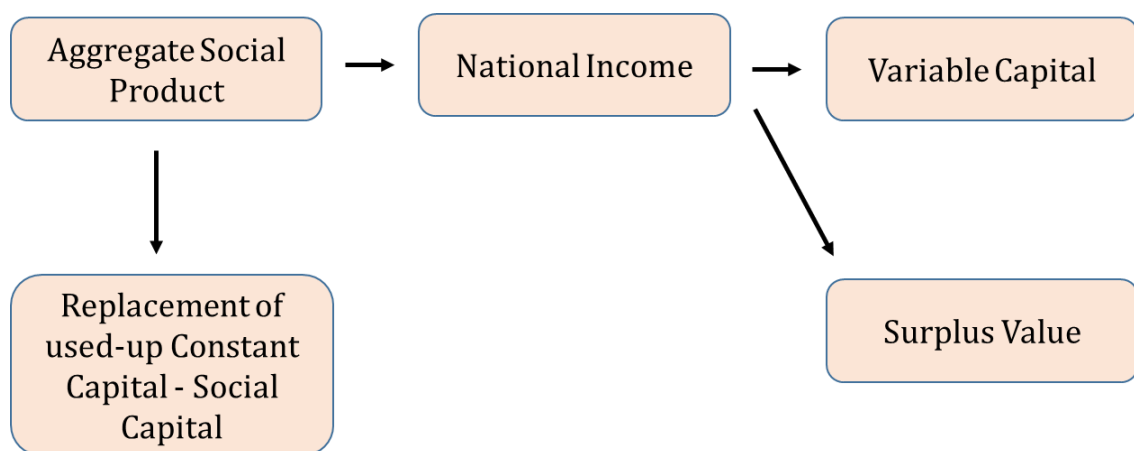 Aggregate Social
Product
National Income
Variable Capital
Replacement of
used-up Constant
Capital - Social
Capital
Surplus Value